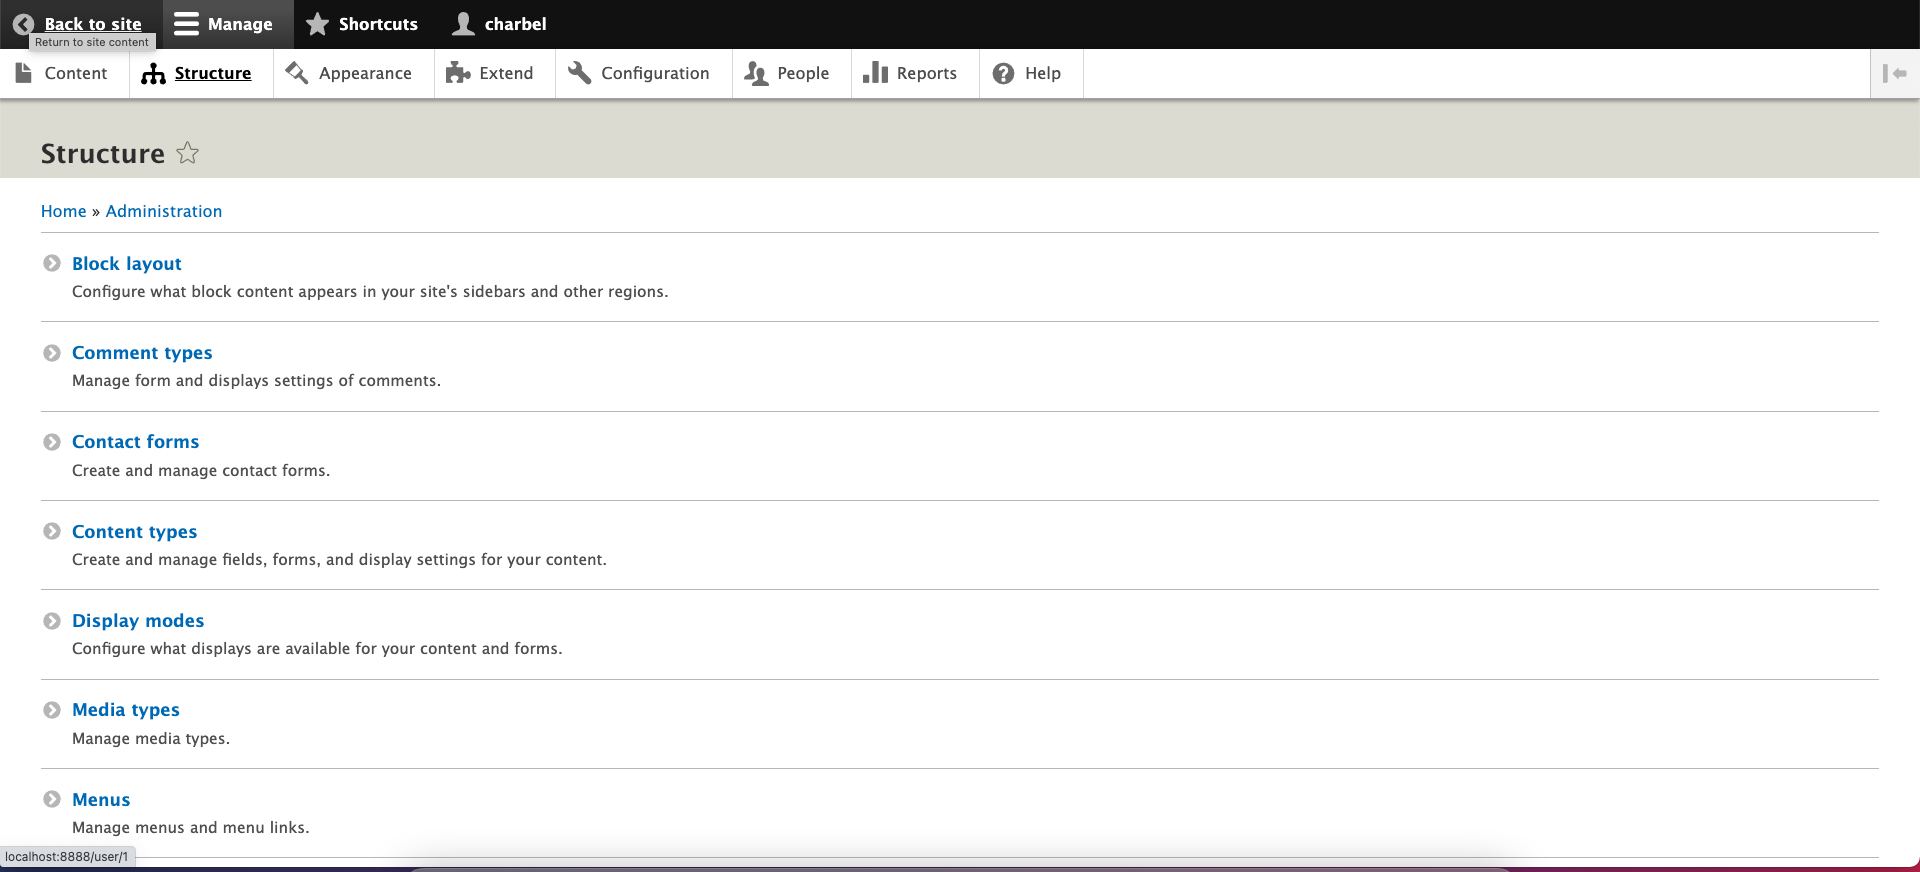 Back to site Manage Shortcuts charbel
Return to site content
Content Structure Appearance Extend Configuration People Reports Help
Structure
Home » Administration
Block layout
Configure what block content appears in your site's sidebars and other regions.
Comment types
Manage form and displays settings of comments.
Contact forms
Create and manage contact forms.
Content types
Create and manage fields, forms, and display settings for your content.
Display modes
Configure what displays are available for your content and forms.
Media types
Manage media types.
Menus
Manage menus and menu links.
localhost:8888/user/1